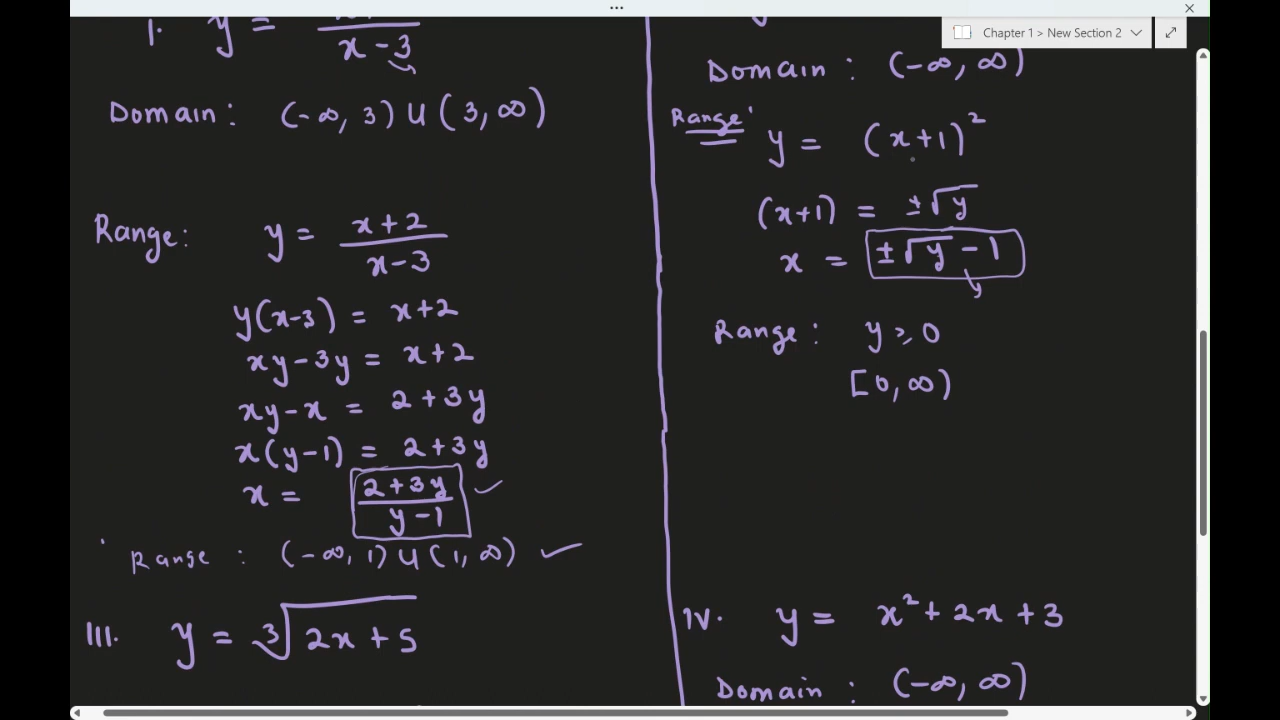 Chapter 1 > New Section 2
I. y =
x-3
Domain: (-∞, 3) U (3, ∞)
Range: y = (x+2)/(x-3)
y(x-3) = x+2
xy-3y = x+2
xy-x = 2+3y
x(y-1) = 2+3y
x = (2+3y)/(y-1) ✓
Range : (-∞, 1) U (1, ∞) ✓
III. y = ∛(2x+5)
Domain: (-∞, ∞)
Range: y = (x+1)²
(x+1) = ±√y
x = ±√y - 1
Range: y ≥ 0
[0, ∞)
IV. y = x² + 2x + 3
Domain : (-∞, ∞)